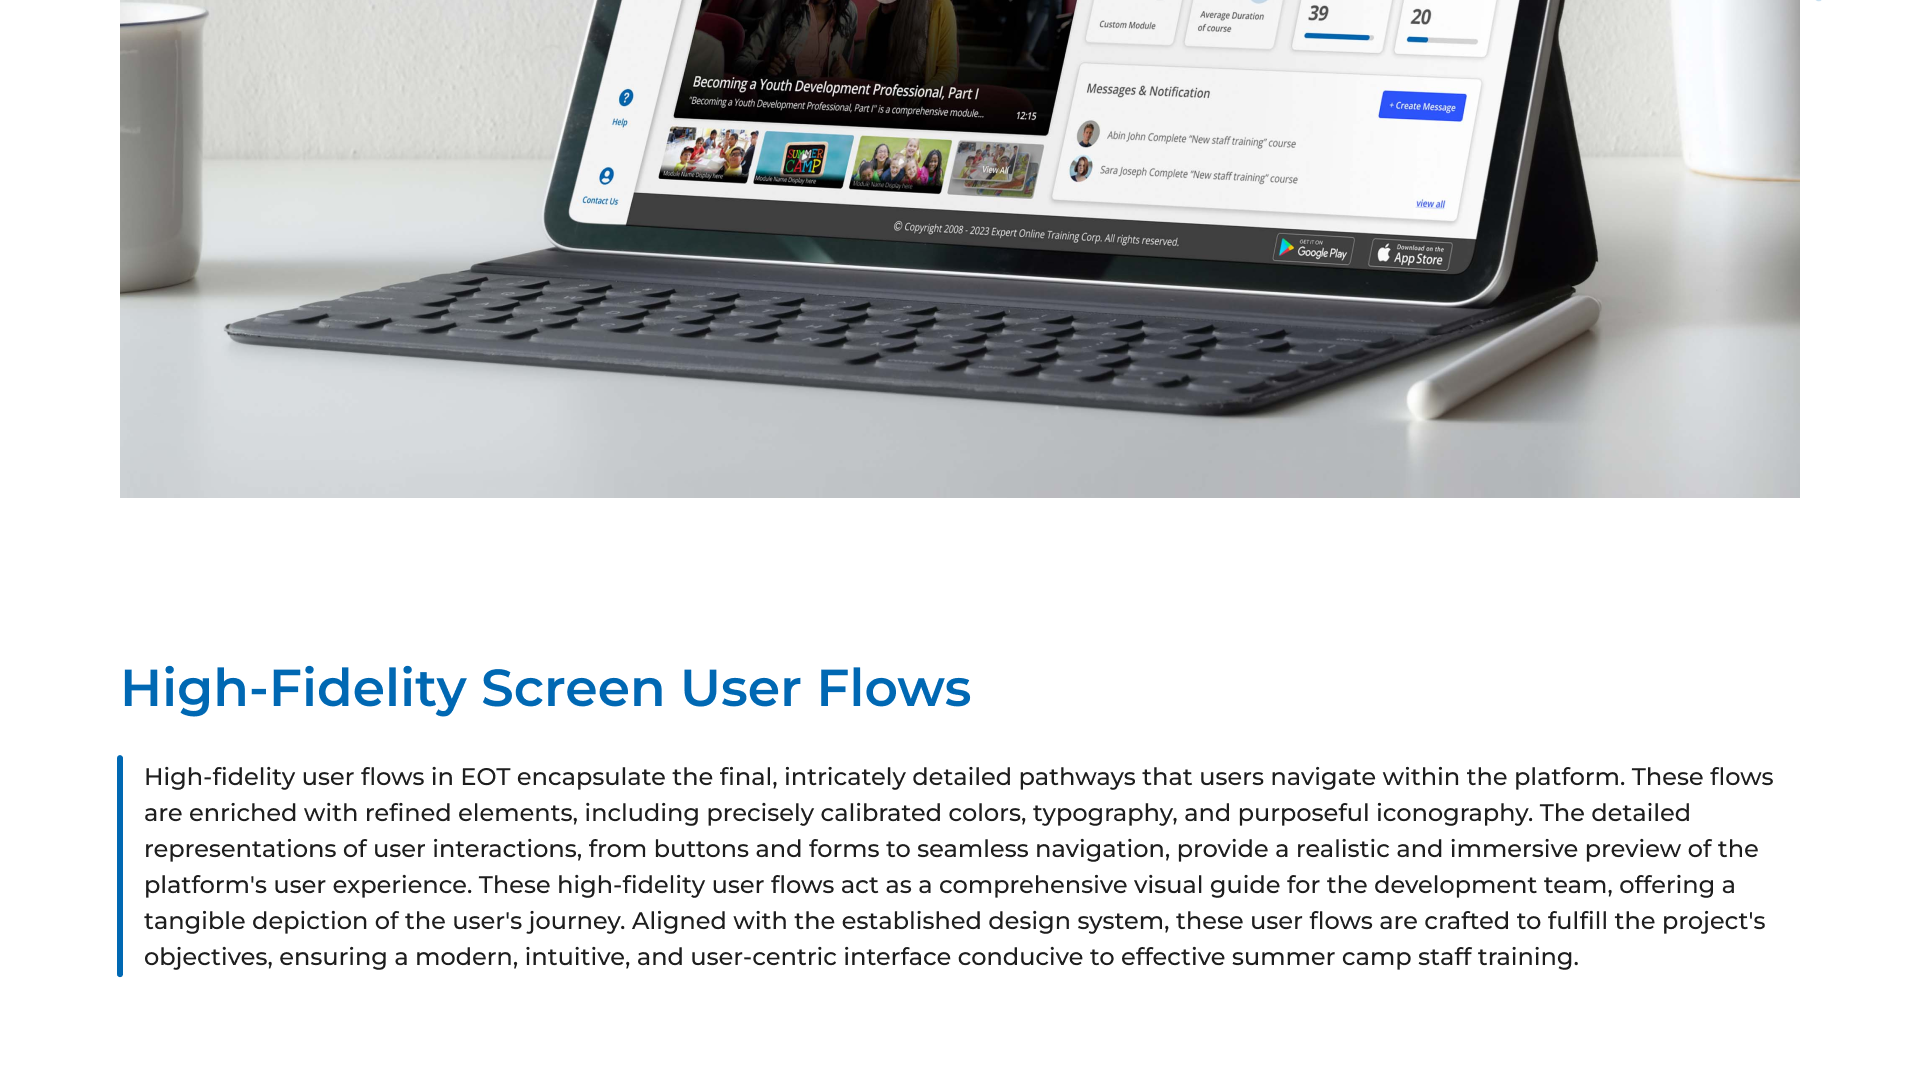 39
20
Custom Module
Average Duration
of course
Becoming a Youth Development Professional, Part I
"Becoming a Youth Development Professional, Part I" is a comprehensive module...
12:15
Messages & Notification
+ Create Message
Abin John Complete "New staff training" course
Sara Joseph Complete "New staff training" course
view all
Help
Contact Us
SUMMER
CAMP
Module Name Display here
Module Name Display here
Module Name Display here
View All
© Copyright 2008 - 2023 Expert Online Training Corp. All rights reserved.
GET IT ON
Google Play
Download on the
App Store
High-Fidelity Screen User Flows
High-fidelity user flows in EOT encapsulate the final, intricately detailed pathways that users navigate within the platform. These flows
are enriched with refined elements, including precisely calibrated colors, typography, and purposeful iconography. The detailed
representations of user interactions, from buttons and forms to seamless navigation, provide a realistic and immersive preview of the
platform's user experience. These high-fidelity user flows act as a comprehensive visual guide for the development team, offering a
tangible depiction of the user's journey. Aligned with the established design system, these user flows are crafted to fulfill the project's
objectives, ensuring a modern, intuitive, and user-centric interface conducive to effective summer camp staff training.